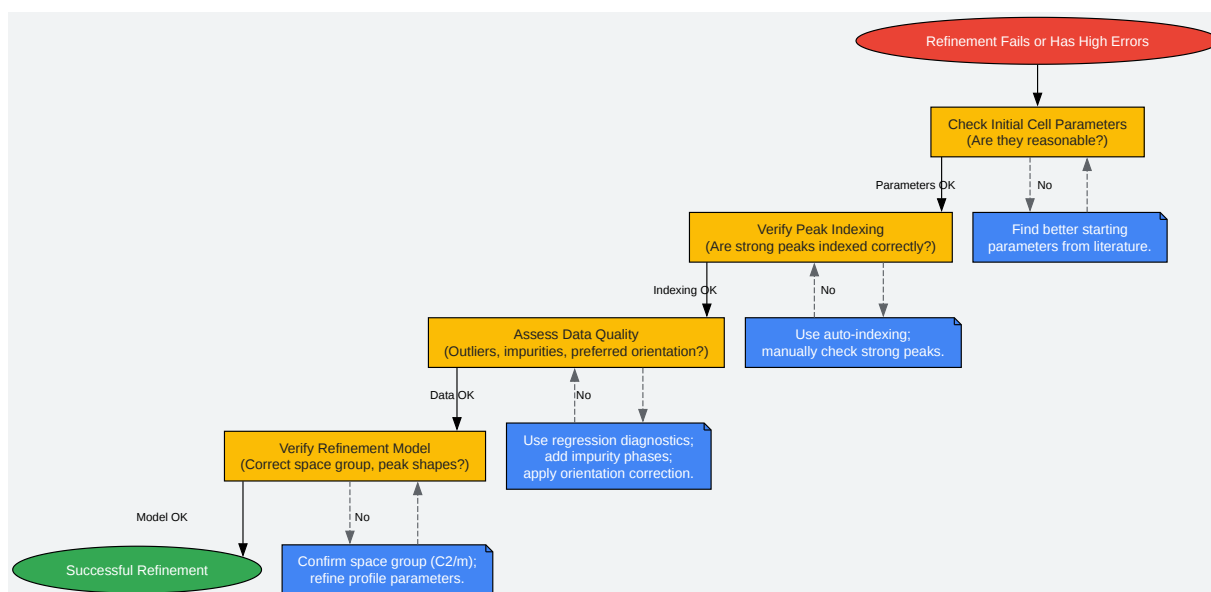 Refinement Fails or Has High Errors
Check Initial Cell Parameters
(Are they reasonable?)
Parameters OK
No
Verify Peak Indexing
(Are strong peaks indexed correctly?)
Find better starting
parameters from literature.
Indexing OK
No
Assess Data Quality
(Outliers, impurities, preferred orientation?)
Use auto-indexing;
manually check strong peaks.
Data OK
No
Verify Refinement Model
(Correct space group, peak shapes?)
Use regression diagnostics;
add impurity phases;
apply orientation correction.
Model OK
No
Successful Refinement
Confirm space group (C2/m);
refine profile parameters.